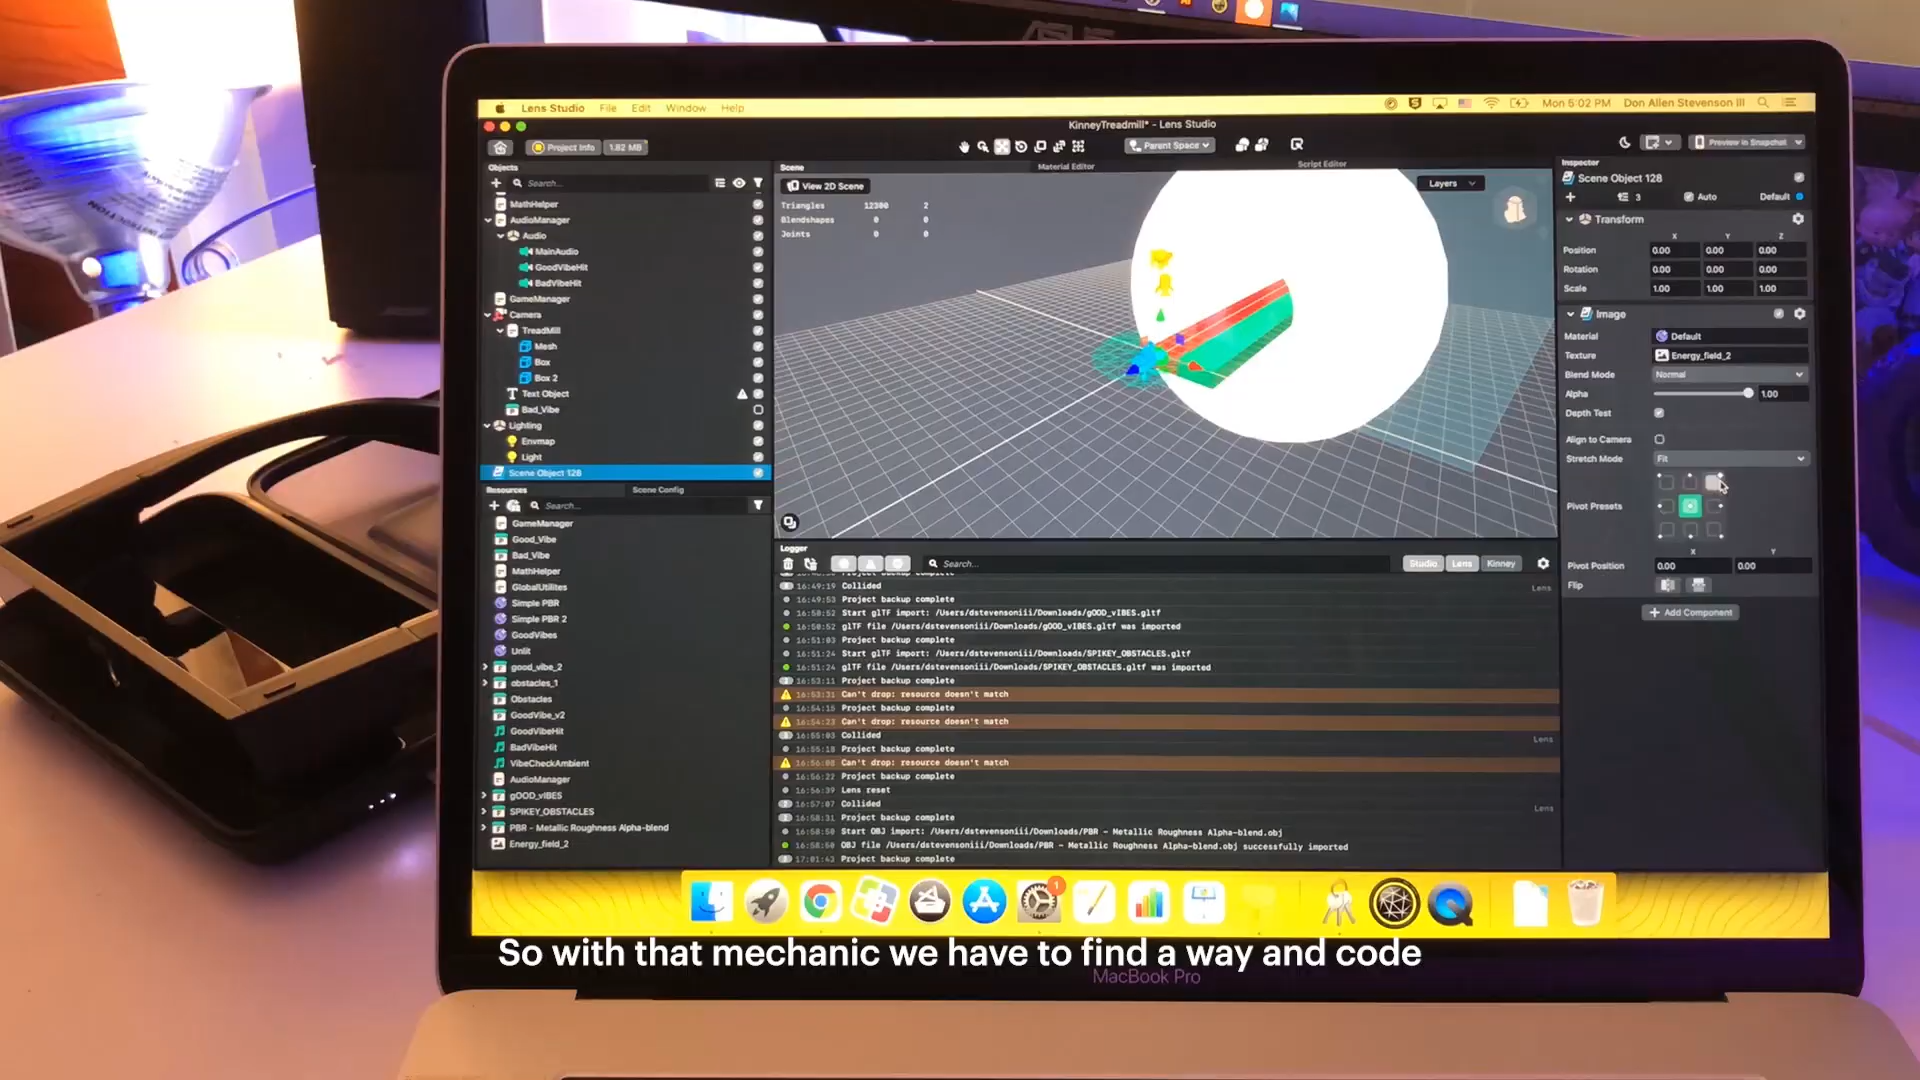 Lens Studio File Edit Window Help
Mon 5:02 PM Don Allen Stevenson III
KinneyTreadmill* - Lens Studio
Project Info 1.82 MB
Parent Space
Preview in Snapchat
Objects
Search...
MathHelper
AudioManager
Audio
MainAudio
GoodVibeHit
BadVibeHit
GameManager
Camera
TreadMill
Mesh
Box
Box 2
Text Object
Bad_Vibe
Lighting
Envmap
Light
Scene Object 128
Resources Scene Config
Search...
GameManager
Good_Vibe
Bad_Vibe
MathHelper
GlobalUtilites
Simple PBR
Simple PBR 2
GoodVibes
Unlit
good_vibe_2
obstacles_1
Obstacles
GoodVibe_v2
GoodVibeHit
BadVibeHit
VibeCheckAmbient
AudioManager
gOOD_vIBES
SPIKEY_OBSTACLES
PBR - Metallic Roughness Alpha-blend
Energy_field_2
Scene Material Editor Script Editor
View 2D Scene
Layers
Triangles 12300 2
Blendshapes 0 0
Joints 0 0
Logger
Search...
Studio Lens Kinney
16:49:19 Collided Lens
16:49:53 Project backup complete
16:50:52 Start glTF import: /Users/dstevensoniii/Downloads/gOOD_vIBES.gltf
16:50:52 glTF file /Users/dstevensoniii/Downloads/gOOD_vIBES.gltf was imported
16:51:03 Project backup complete
16:51:24 Start glTF import: /Users/dstevensoniii/Downloads/SPIKEY_OBSTACLES.gltf
16:51:24 glTF file /Users/dstevensoniii/Downloads/SPIKEY_OBSTACLES.gltf was imported
16:53:11 Project backup complete
16:53:31 Can't drop: resource doesn't match
16:54:15 Project backup complete
16:54:23 Can't drop: resource doesn't match
16:55:03 Collided Lens
16:55:18 Project backup complete
16:56:08 Can't drop: resource doesn't match
16:56:22 Project backup complete
16:56:39 Lens reset
16:57:07 Collided Lens
16:58:31 Project backup complete
16:58:50 Start OBJ import: /Users/dstevensoniii/Downloads/PBR - Metallic Roughness Alpha-blend.obj
16:58:50 OBJ file /Users/dstevensoniii/Downloads/PBR - Metallic Roughness Alpha-blend.obj successfully imported
17:01:43 Project backup complete
Inspector
Scene Object 128
3 Auto Default
Transform
X Y Z
Position 0.00 0.00 0.00
Rotation 0.00 0.00 0.00
Scale 1.00 1.00 1.00
Image
Material Default
Texture Energy_field_2
Blend Mode Normal
Alpha 1.00
Depth Test
Align to Camera
Stretch Mode Fit
Pivot Presets
X Y
Pivot Position 0.00 0.00
Flip
+ Add Component
1
So with that mechanic we have to find a way and code
MacBook Pro